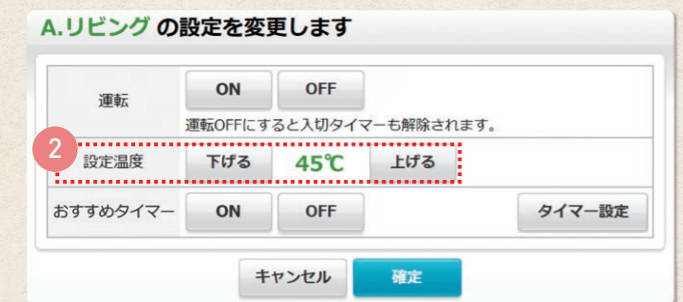 A.リビング の設定を変更します
運転 ON OFF
運転OFFにすると入切タイマーも解除されます。
2
設定温度 下げる 45℃ 上げる
おすすめタイマー ON OFF タイマー設定
キャンセル 確定